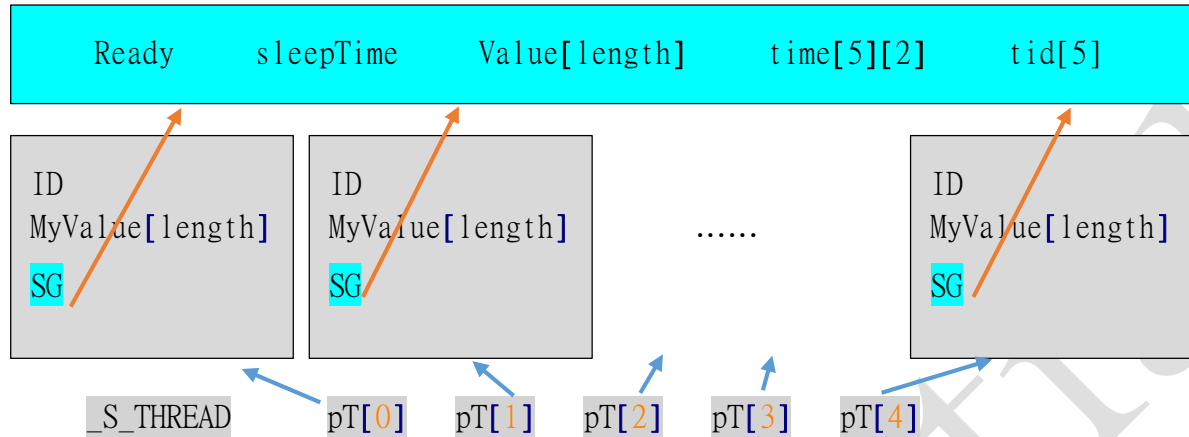 Ready sleepTime Value[length] time[5][2] tid[5]
ID ID ID
MyValue[length] MyValue[length] ...... MyValue[length]
SG SG SG
_S_THREAD pT[0] pT[1] pT[2] pT[3] pT[4]